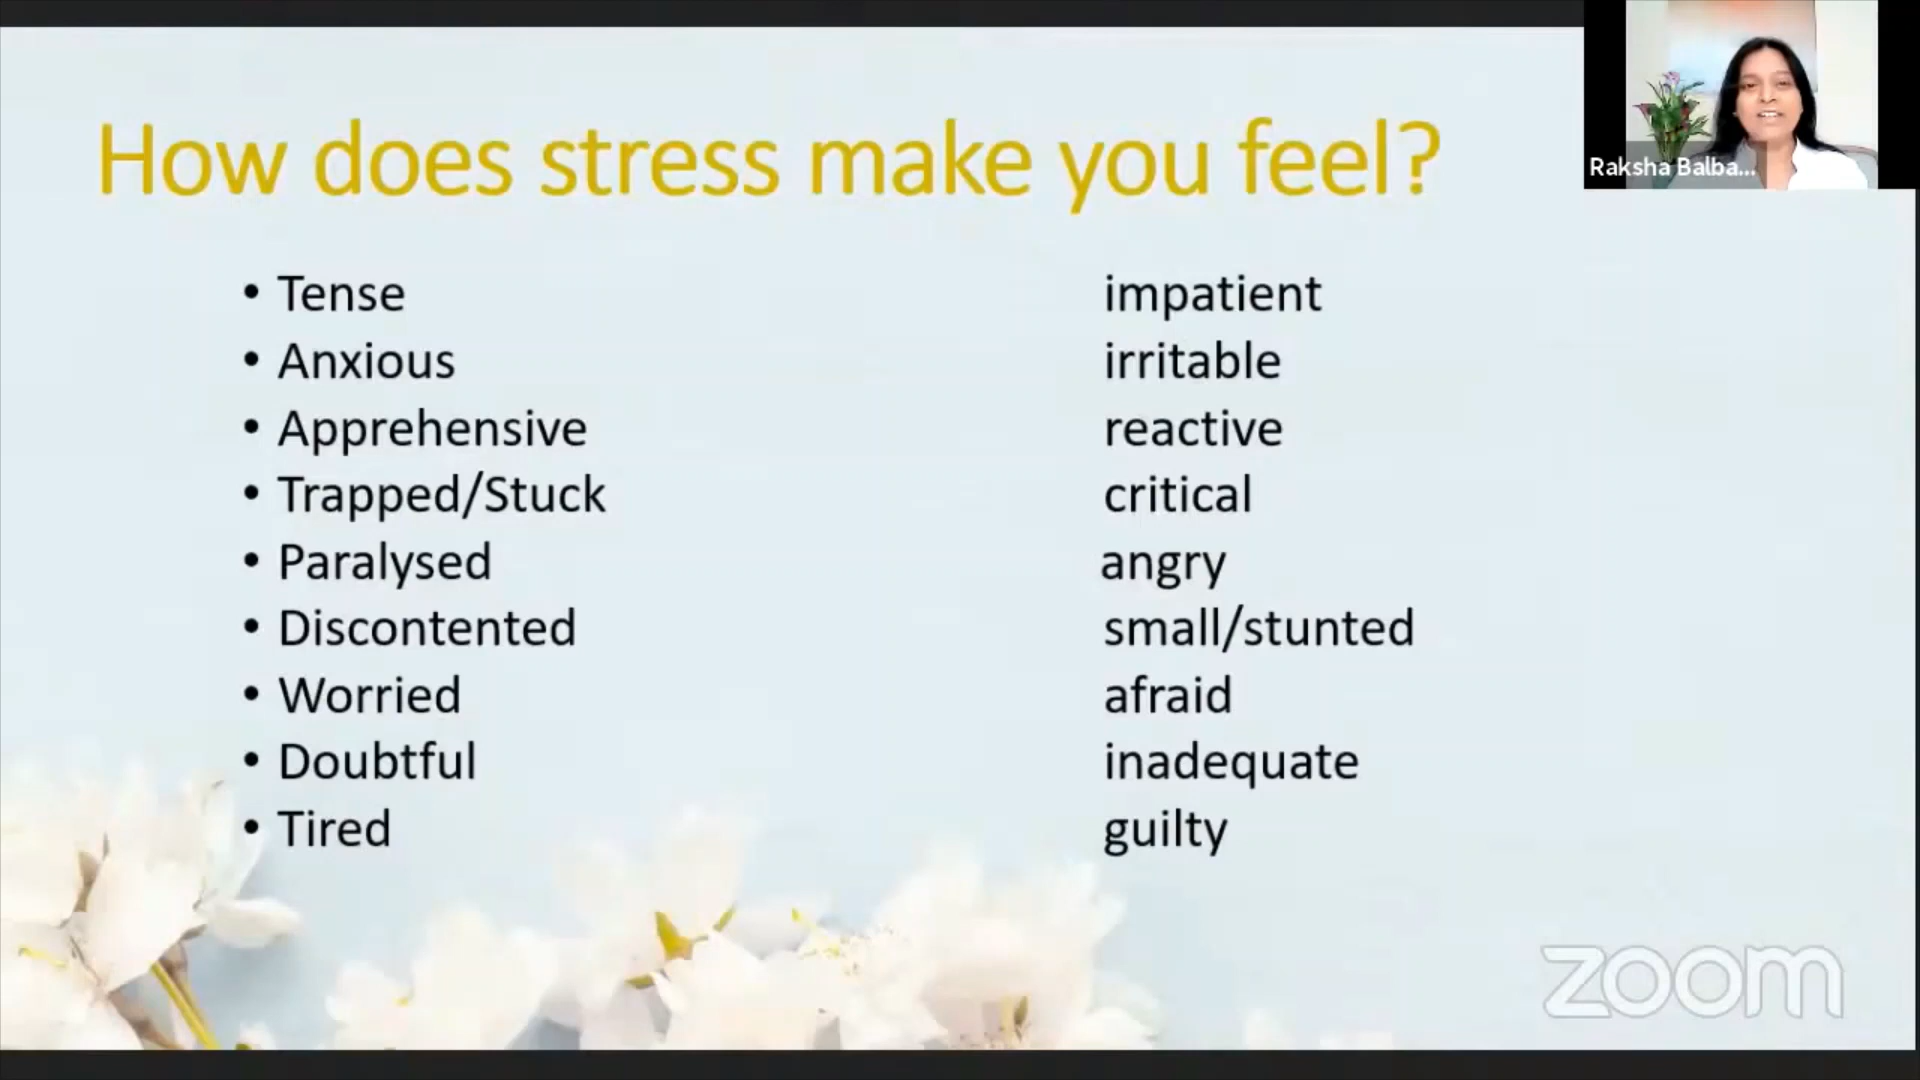 How does stress make you feel?
• Tense impatient
• Anxious irritable
• Apprehensive reactive
• Trapped/Stuck critical
• Paralysed angry
• Discontented small/stunted
• Worried afraid
• Doubtful inadequate
• Tired guilty
Raksha Balba...
zoom